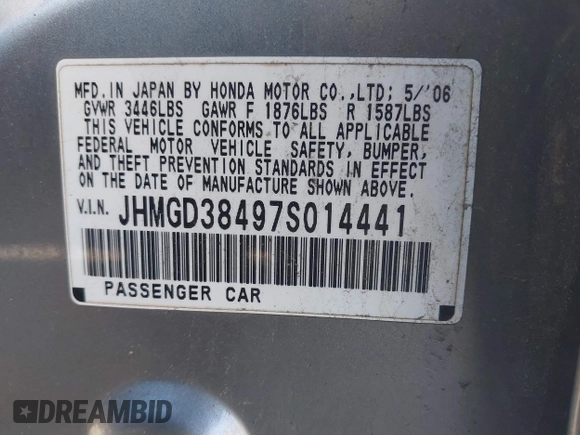 MFD. IN JAPAN BY HONDA MOTOR CO.,LTD; 5/'06
GVWR 3446LBS GAWR F 1876LBS R 1587LBS
THIS VEHICLE CONFORMS TO ALL APPLICABLE
FEDERAL MOTOR VEHICLE SAFETY, BUMPER,
AND THEFT PREVENTION STANDARDS IN EFFECT
ON THE DATE OF MANUFACTURE SHOWN ABOVE.
V.I.N. JHMGD38497S014441
PASSENGER CAR
DREAMBID